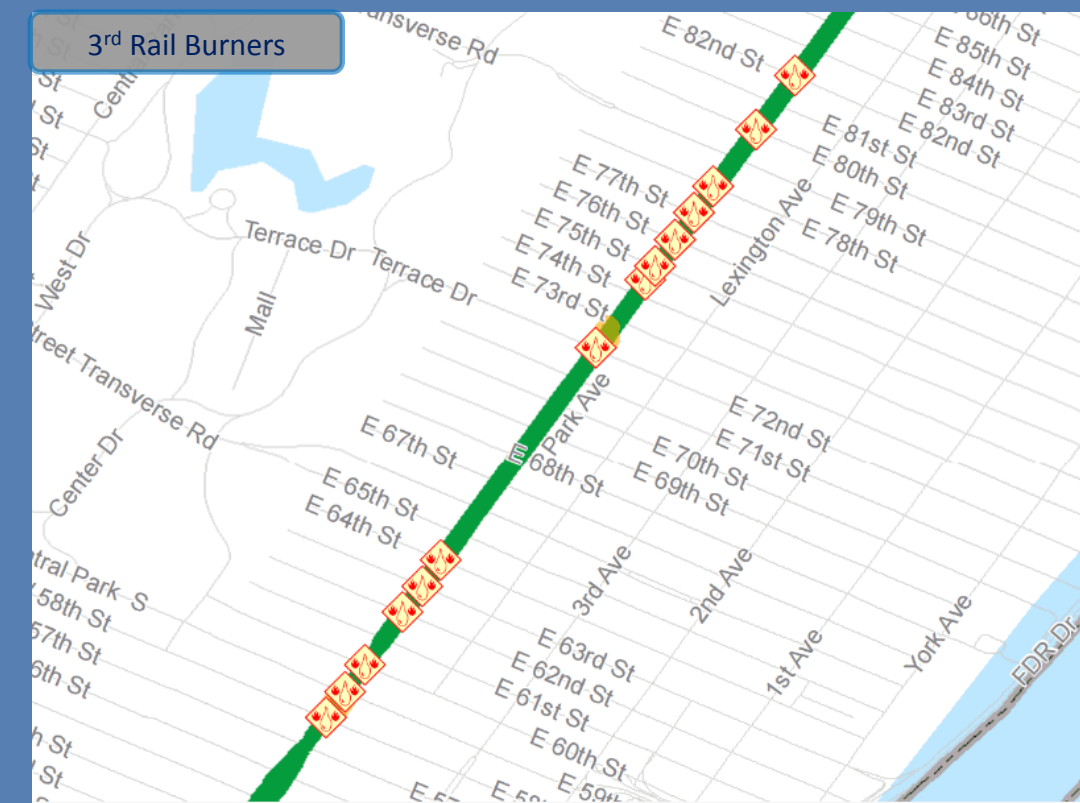 3rd Rail Burners
E 82nd St
E 85th St
E 84th St
E 83rd St
E 82nd St
E 81st St
E 80th St
E 79th St
E 78th St
E 77th St
E 76th St
E 75th St
E 74th St
E 73rd St
Lexington Ave
Terrace Dr
Terrace Dr
West Dr
Mall
Transverse Rd
Center Dr
Park Ave
E 68th St
E 67th St
E 65th St
E 64th St
E 72nd St
E 71st St
E 70th St
E 69th St
3rd Ave
2nd Ave
1st Ave
York Ave
FDR Dr
E 63rd St
E 62nd St
E 61st St
E 60th St
58th St
57th St